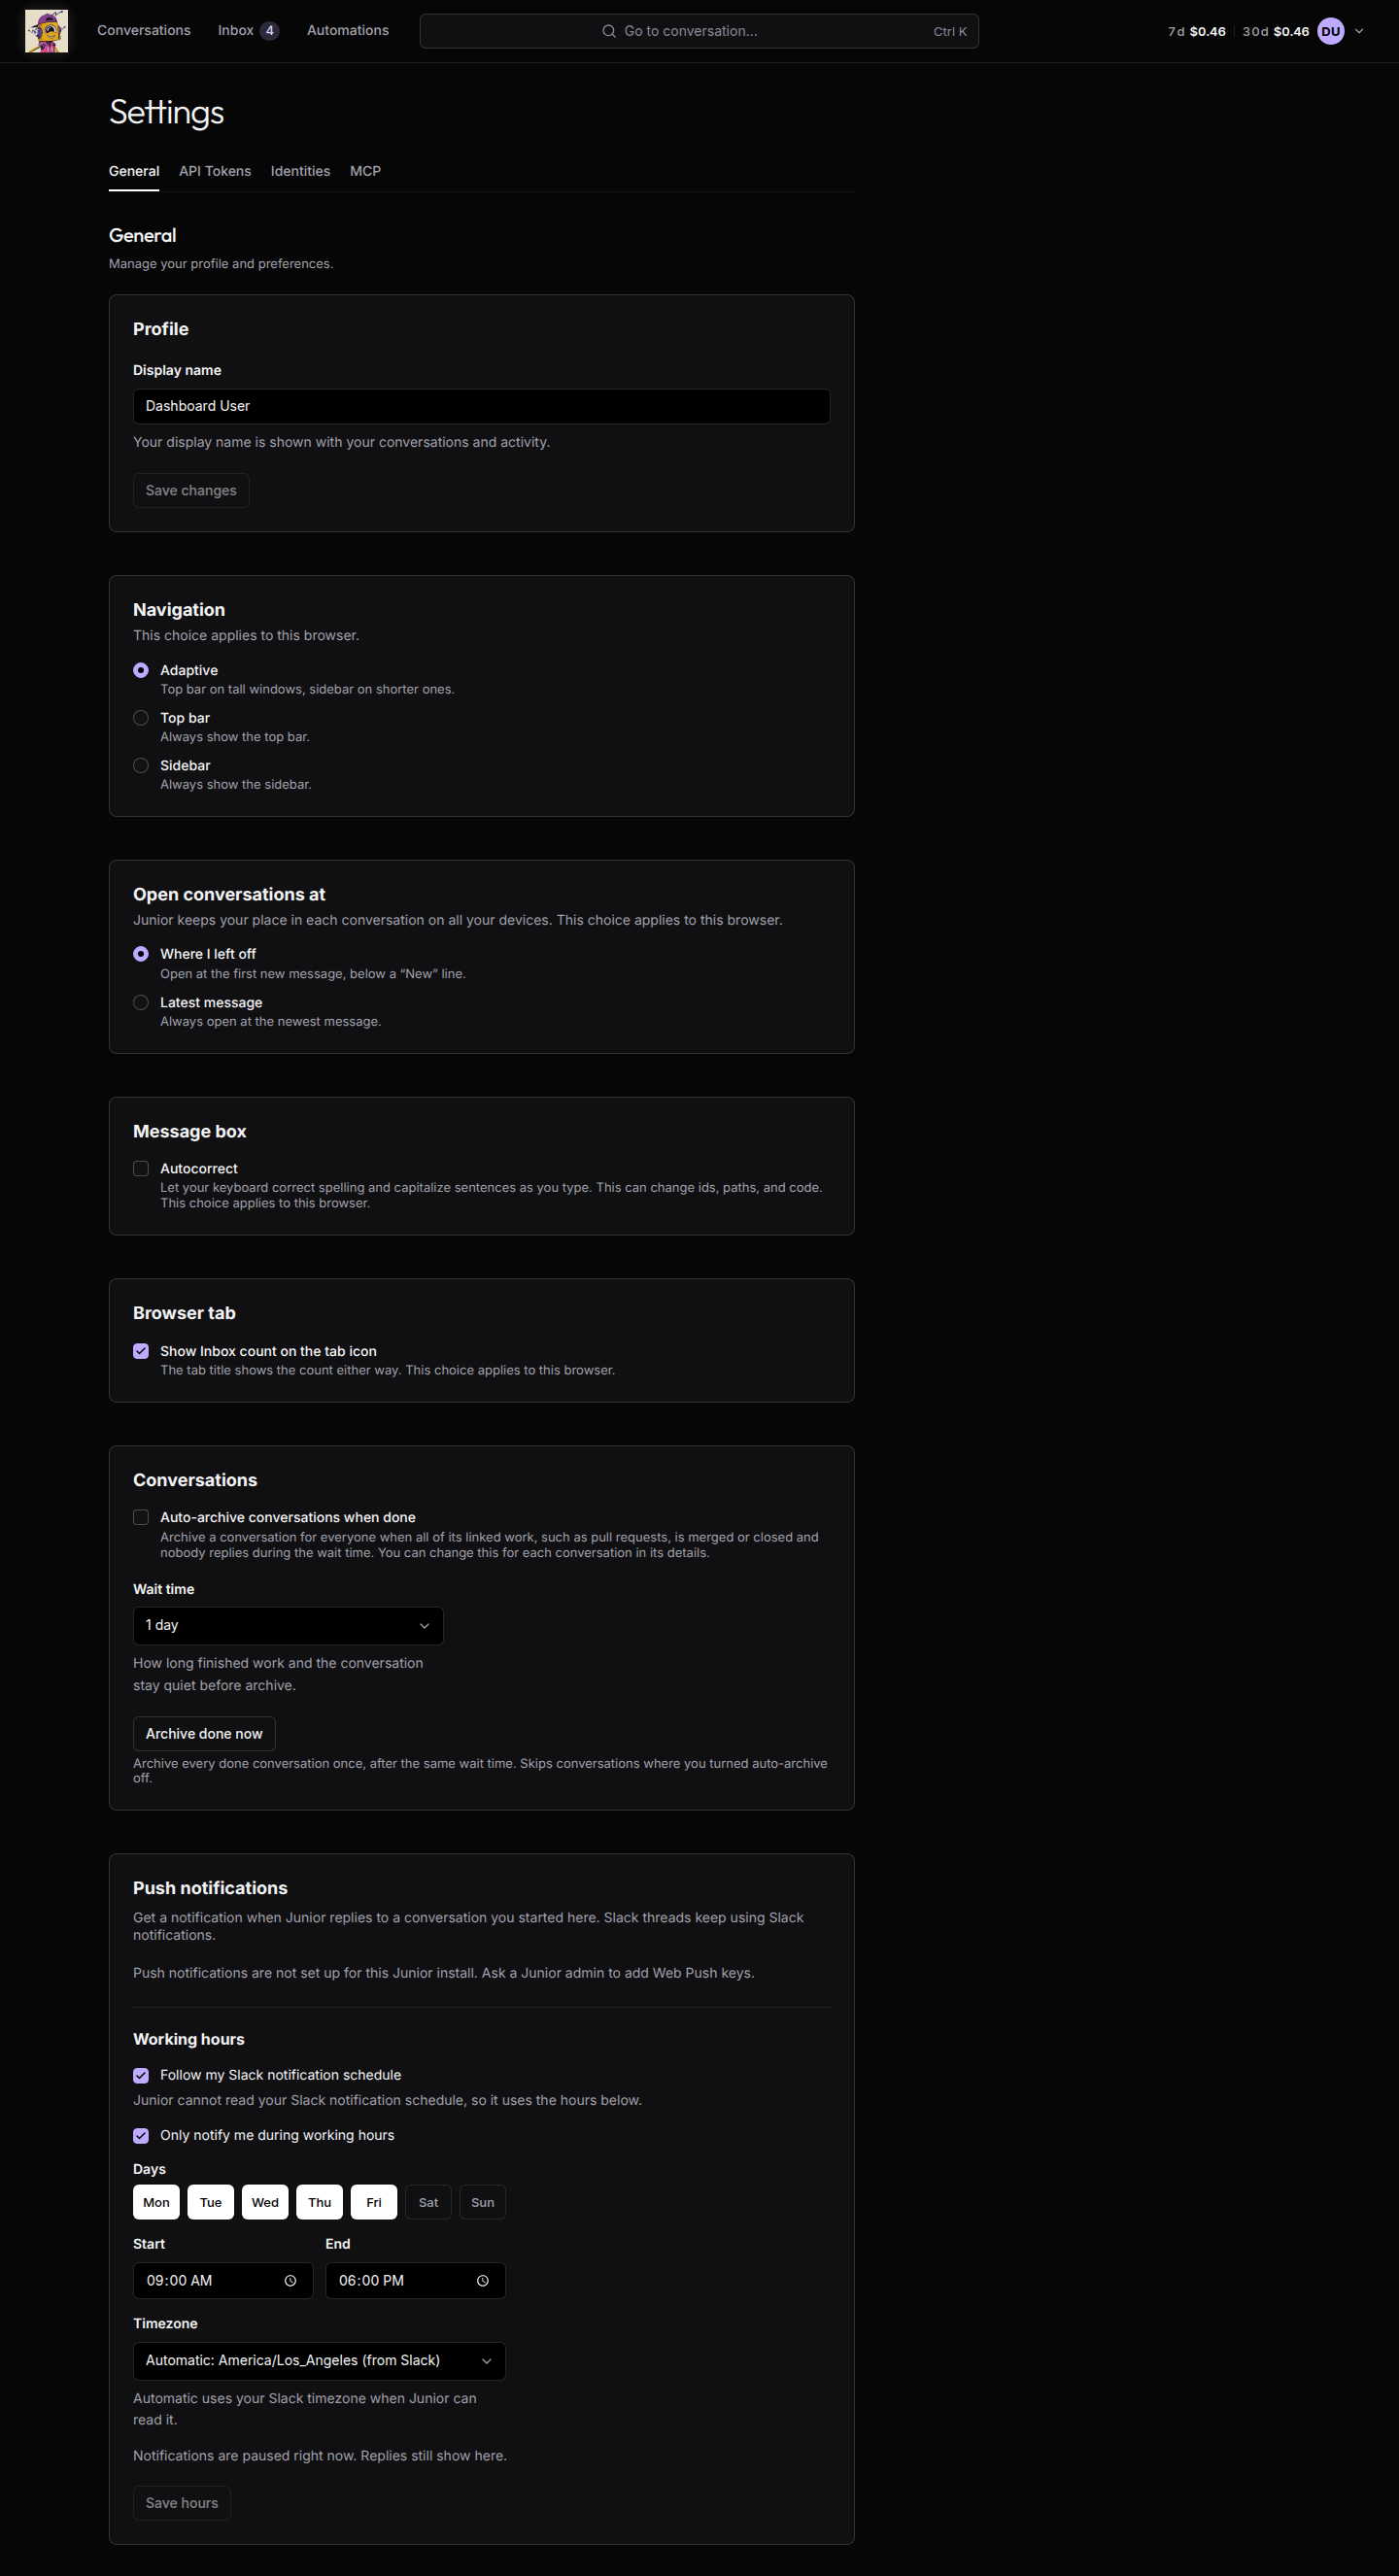 Conversations
Inbox 4
Automations
Go to conversation...
Ctrl K
7d $0.46
30d $0.46
DU
Settings
General
API Tokens
Identities
MCP
General
Manage your profile and preferences.
Profile
Display name
Dashboard User
Your display name is shown with your conversations and activity.
Save changes
Navigation
This choice applies to this browser.
Adaptive
Top bar on tall windows, sidebar on shorter ones.
Top bar
Always show the top bar.
Sidebar
Always show the sidebar.
Open conversations at
Junior keeps your place in each conversation on all your devices. This choice applies to this browser.
Where I left off
Open at the first new message, below a “New” line.
Latest message
Always open at the newest message.
Message box
Autocorrect
Let your keyboard correct spelling and capitalize sentences as you type. This can change ids, paths, and code.
This choice applies to this browser.
Browser tab
Show Inbox count on the tab icon
The tab title shows the count either way. This choice applies to this browser.
Conversations
Auto-archive conversations when done
Archive a conversation for everyone when all of its linked work, such as pull requests, is merged or closed and
nobody replies during the wait time. You can change this for each conversation in its details.
Wait time
1 day
How long finished work and the conversation
stay quiet before archive.
Archive done now
Archive every done conversation once, after the same wait time. Skips conversations where you turned auto-archive
off.
Push notifications
Get a notification when Junior replies to a conversation you started here. Slack threads keep using Slack
notifications.
Push notifications are not set up for this Junior install. Ask a Junior admin to add Web Push keys.
Working hours
Follow my Slack notification schedule
Junior cannot read your Slack notification schedule, so it uses the hours below.
Only notify me during working hours
Days
Mon
Tue
Wed
Thu
Fri
Sat
Sun
Start
End
09:00 AM
06:00 PM
Timezone
Automatic: America/Los_Angeles (from Slack)
Automatic uses your Slack timezone when Junior can
read it.
Notifications are paused right now. Replies still show here.
Save hours